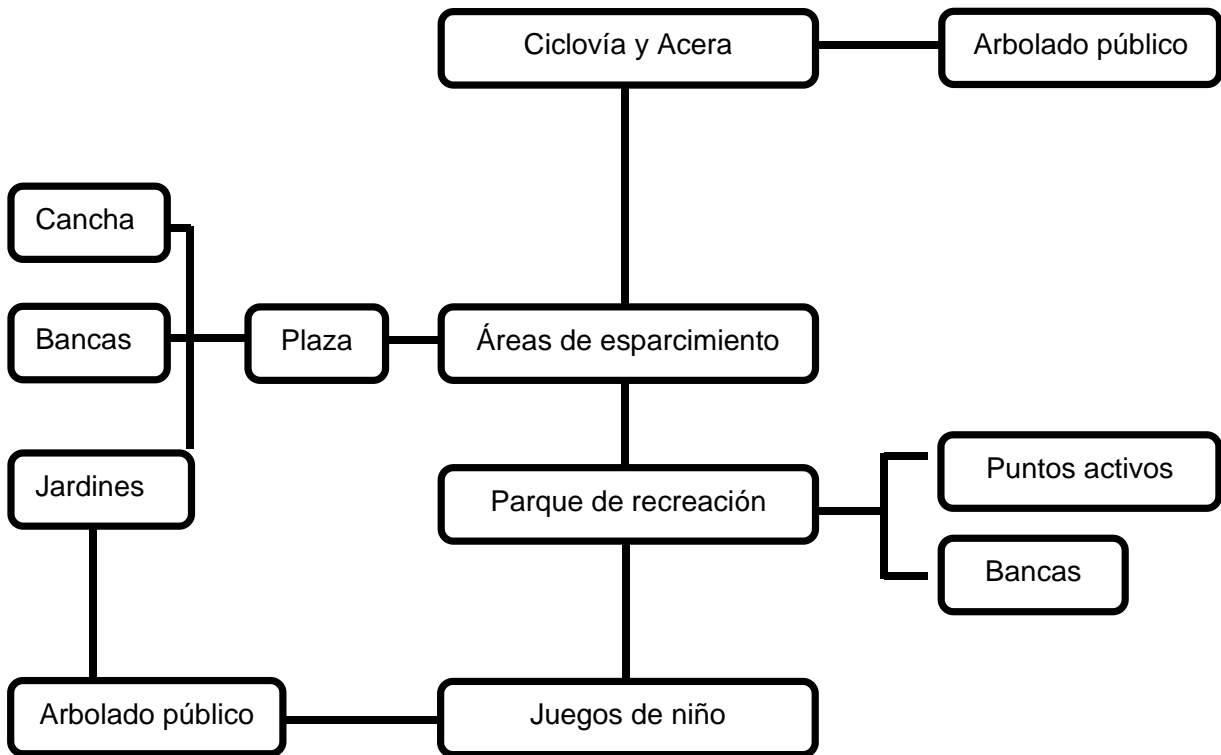 Ciclovía y Acera
Arbolado público
Cancha
Bancas
Plaza
Áreas de esparcimiento
Jardines
Parque de recreación
Puntos activos
Bancas
Arbolado público
Juegos de niño